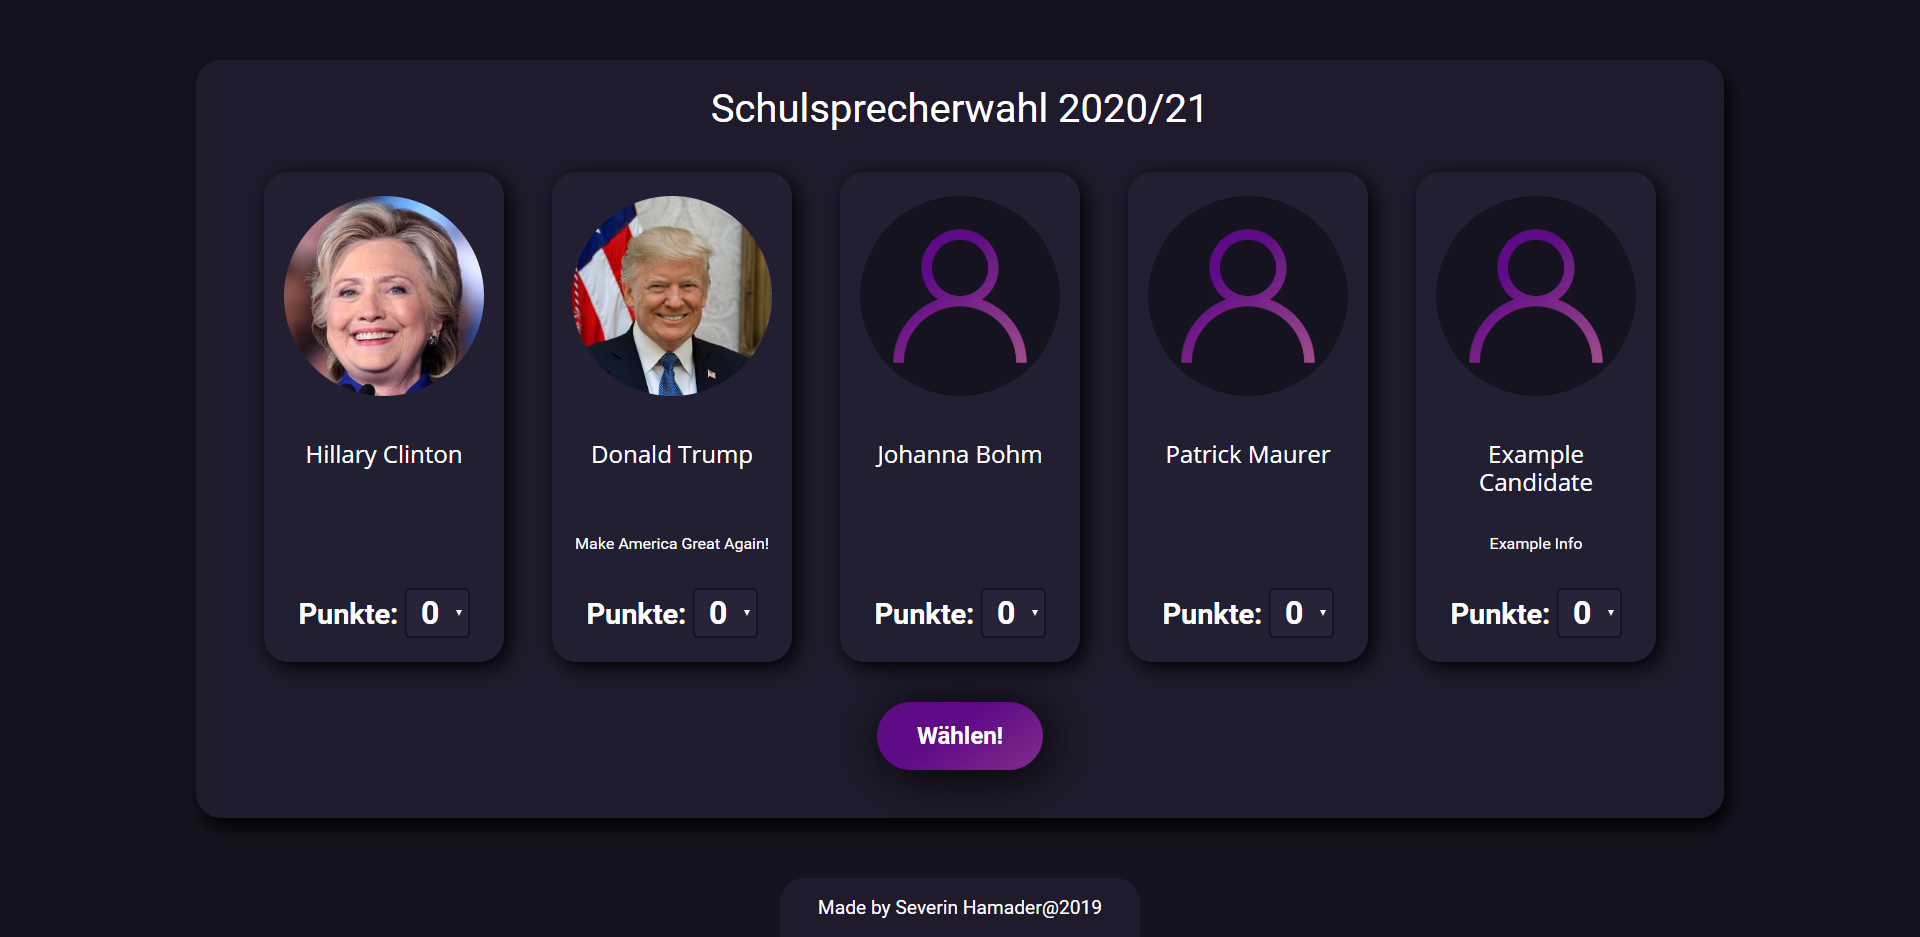 Schulsprecherwahl 2020/21
Hillary Clinton
Punkte: 0
Donald Trump
Make America Great Again!
Punkte: 0
Johanna Bohm
Punkte: 0
Patrick Maurer
Punkte: 0
Example
Candidate
Example Info
Punkte: 0
Wählen!
Made by Severin Hamader@2019